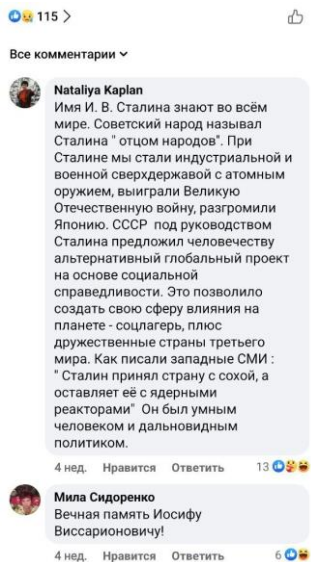 115
Все комментарии
Nataliya Kaplan
Имя И. В. Сталина знают во всём
мире. Советский народ называл
Сталина " отцом народов". При
Сталине мы стали индустриальной и
военной сверхдержавой с атомным
оружием, выиграли Великую
Отечественную войну, разгромили
Японию. СССР под руководством
Сталина предложил человечеству
альтернативный глобальный проект
на основе социальной
справедливости. Это позволило
создать свою сферу влияния на
планете - соцлагерь, плюс
дружественные страны третьего
мира. Как писали западные СМИ :
" Сталин принял страну с сохой, а
оставляет её с ядерными
реакторами" Он был умным
человеком и дальновидным
политиком.
4 нед. Нравится Ответить 13
Мила Сидоренко
Вечная память Иосифу
Виссарионовичу!
4 нед. Нравится Ответить 6